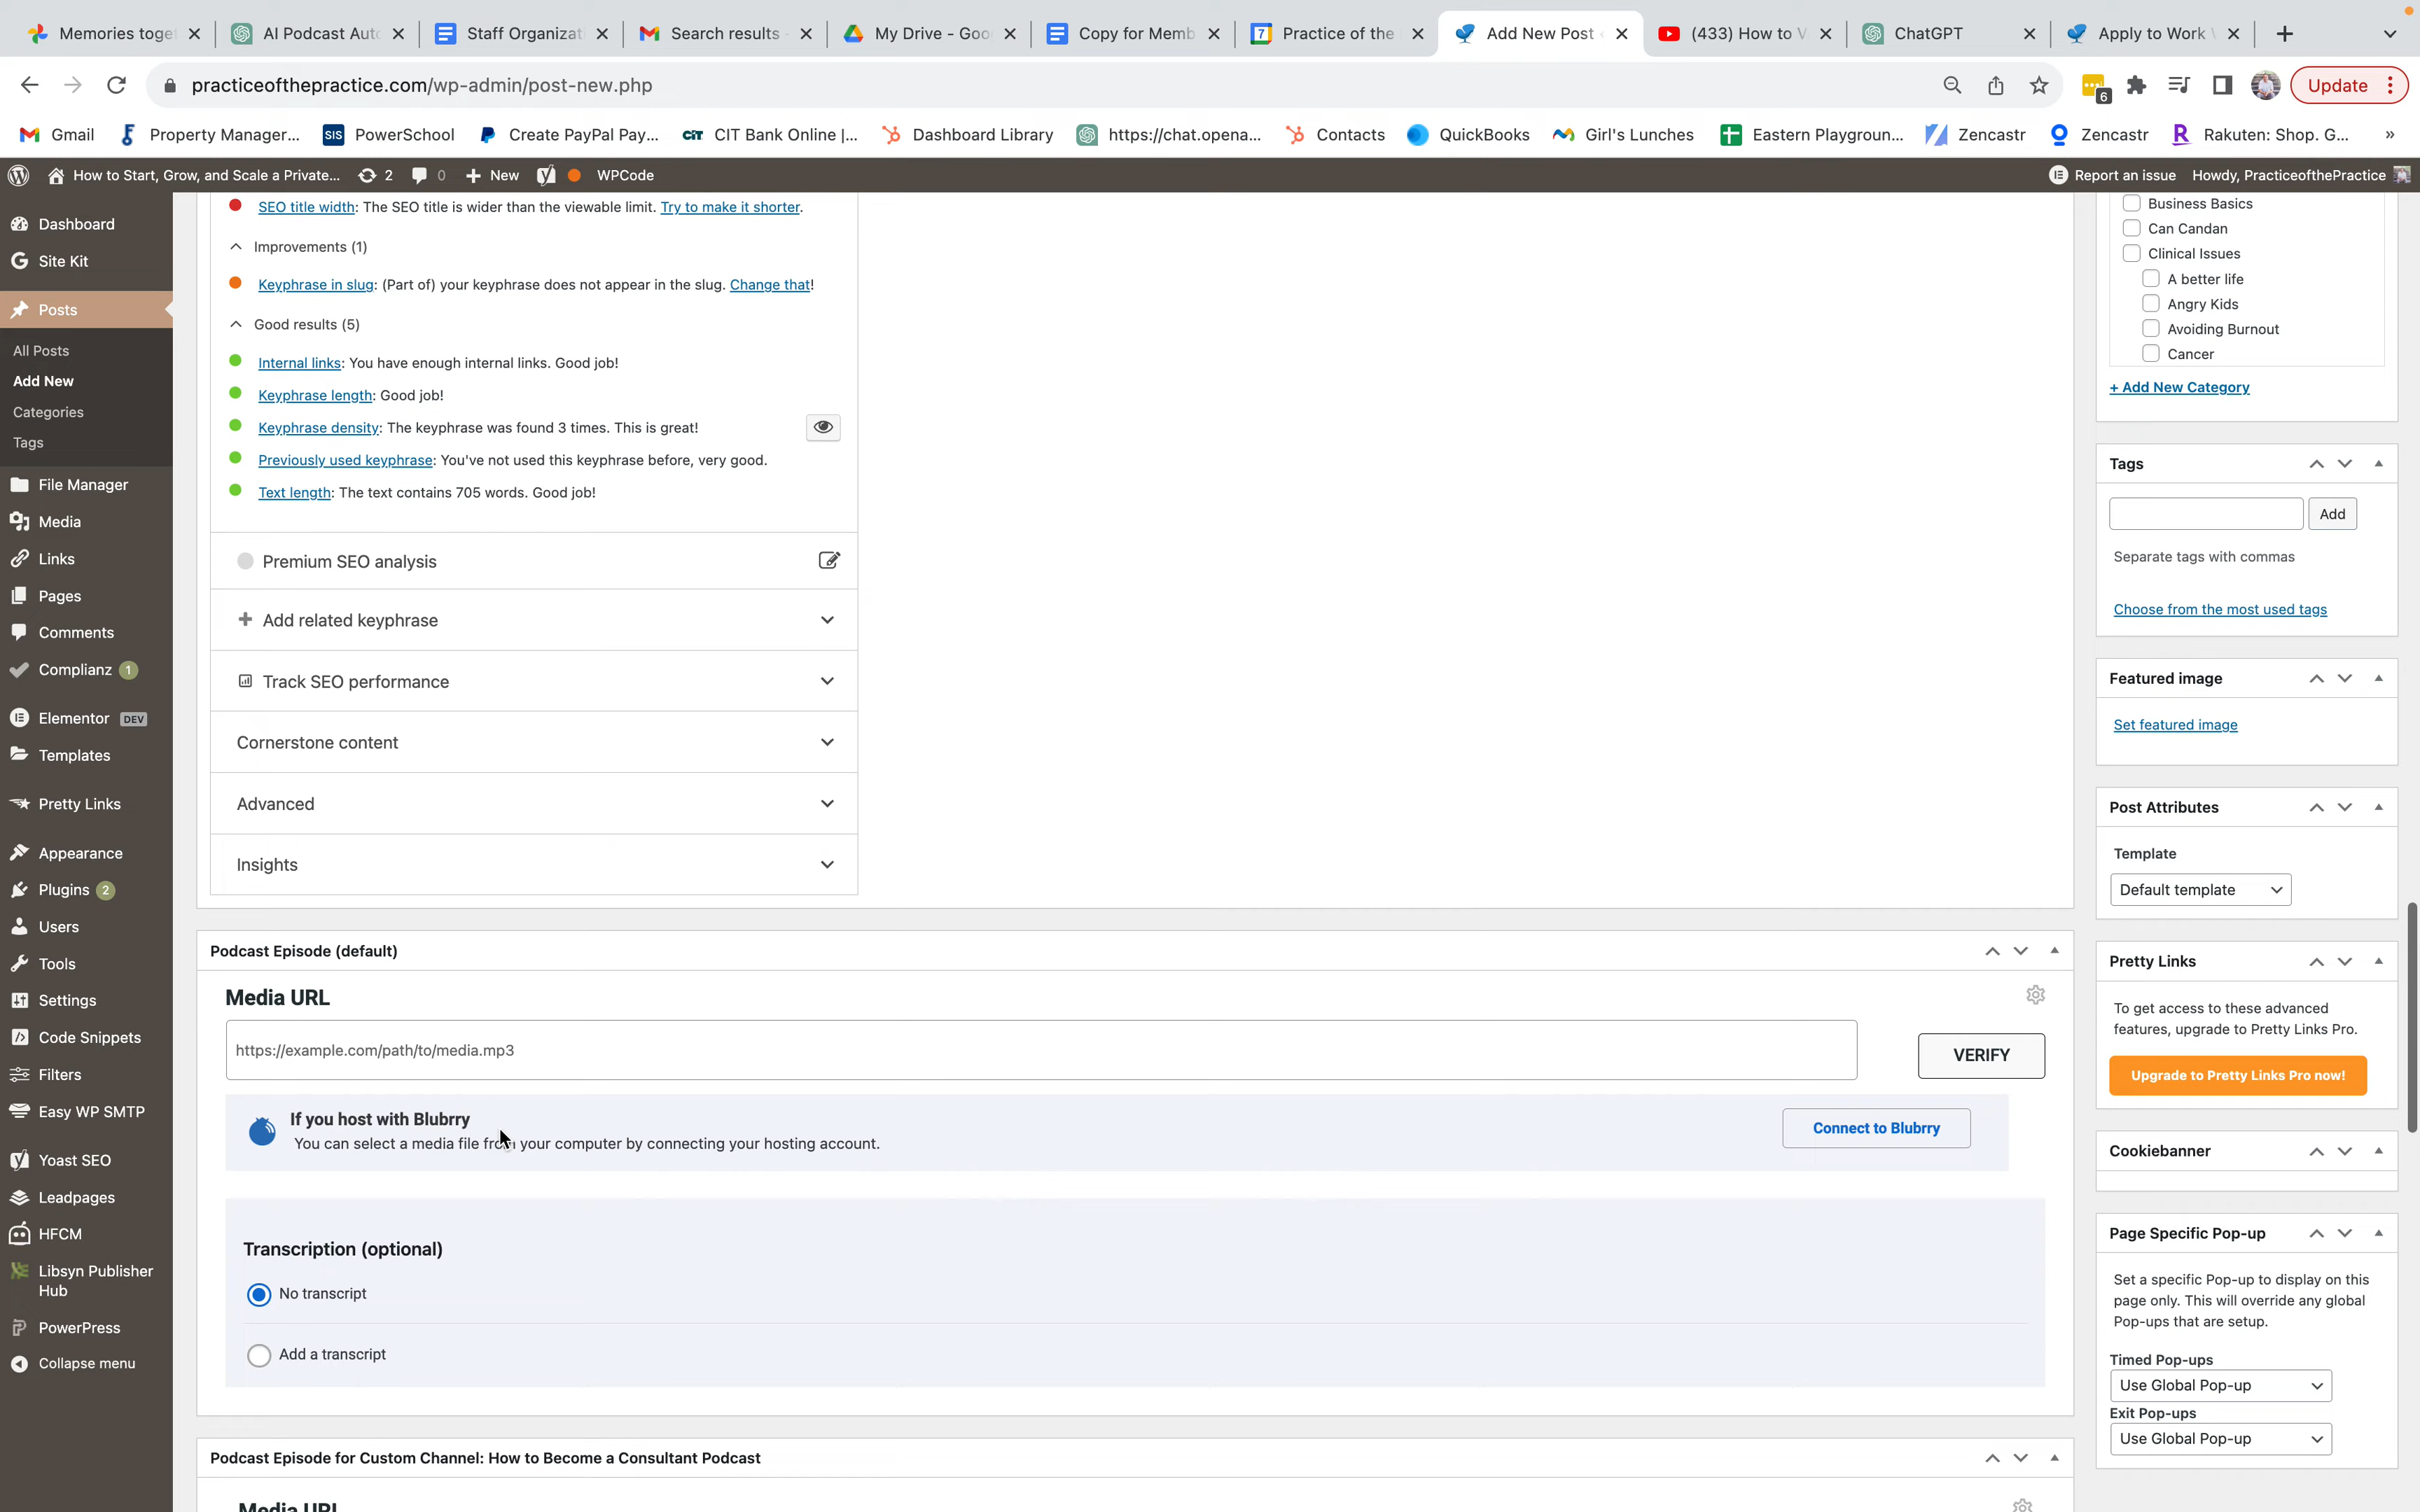 Memories toge
AI Podcast Auto
Staff Organizati
Search results -
My Drive - Goo
Copy for Memb
Practice of the
Add New Post
(433) How to V
ChatGPT
Apply to Work
practiceofthepractice.com/wp-admin/post-new.php
6
Update
Gmail
Property Manager...
SIS PowerSchool
Create PayPal Pay...
CIT CIT Bank Online |...
Dashboard Library
https://chat.opena...
Contacts
QuickBooks
Girl's Lunches
Eastern Playgroun...
Zencastr
Zencastr
Rakuten: Shop. G...
»
How to Start, Grow, and Scale a Private...
2
0
New
WPCode
Report an issue
Howdy, PracticeofthePractice
Dashboard
Site Kit
Posts
All Posts
Add New
Categories
Tags
File Manager
Media
Links
Pages
Comments
Complianz 1
Elementor DEV
Templates
Pretty Links
Appearance
Plugins 2
Users
Tools
Settings
Code Snippets
Filters
Easy WP SMTP
Yoast SEO
Leadpages
HFCM
Libsyn Publisher
Hub
PowerPress
Collapse menu
SEO title width: The SEO title is wider than the viewable limit. Try to make it shorter.
Improvements (1)
Keyphrase in slug: (Part of) your keyphrase does not appear in the slug. Change that!
Good results (5)
Internal links: You have enough internal links. Good job!
Keyphrase length: Good job!
Keyphrase density: The keyphrase was found 3 times. This is great!
Previously used keyphrase: You've not used this keyphrase before, very good.
Text length: The text contains 705 words. Good job!
Premium SEO analysis
Add related keyphrase
Track SEO performance
Cornerstone content
Advanced
Insights
Podcast Episode (default)
Media URL
https://example.com/path/to/media.mp3
VERIFY
If you host with Blubrry
You can select a media file from your computer by connecting your hosting account.
Connect to Blubrry
Transcription (optional)
No transcript
Add a transcript
Podcast Episode for Custom Channel: How to Become a Consultant Podcast
Media URL
Business Basics
Can Candan
Clinical Issues
A better life
Angry Kids
Avoiding Burnout
Cancer
+ Add New Category
Tags
Add
Separate tags with commas
Choose from the most used tags
Featured image
Set featured image
Post Attributes
Template
Default template
Pretty Links
To get access to these advanced
features, upgrade to Pretty Links Pro.
Upgrade to Pretty Links Pro now!
Cookiebanner
Page Specific Pop-up
Set a specific Pop-up to display on this
page only. This will override any global
Pop-ups that are setup.
Timed Pop-ups
Use Global Pop-up
Exit Pop-ups
Use Global Pop-up